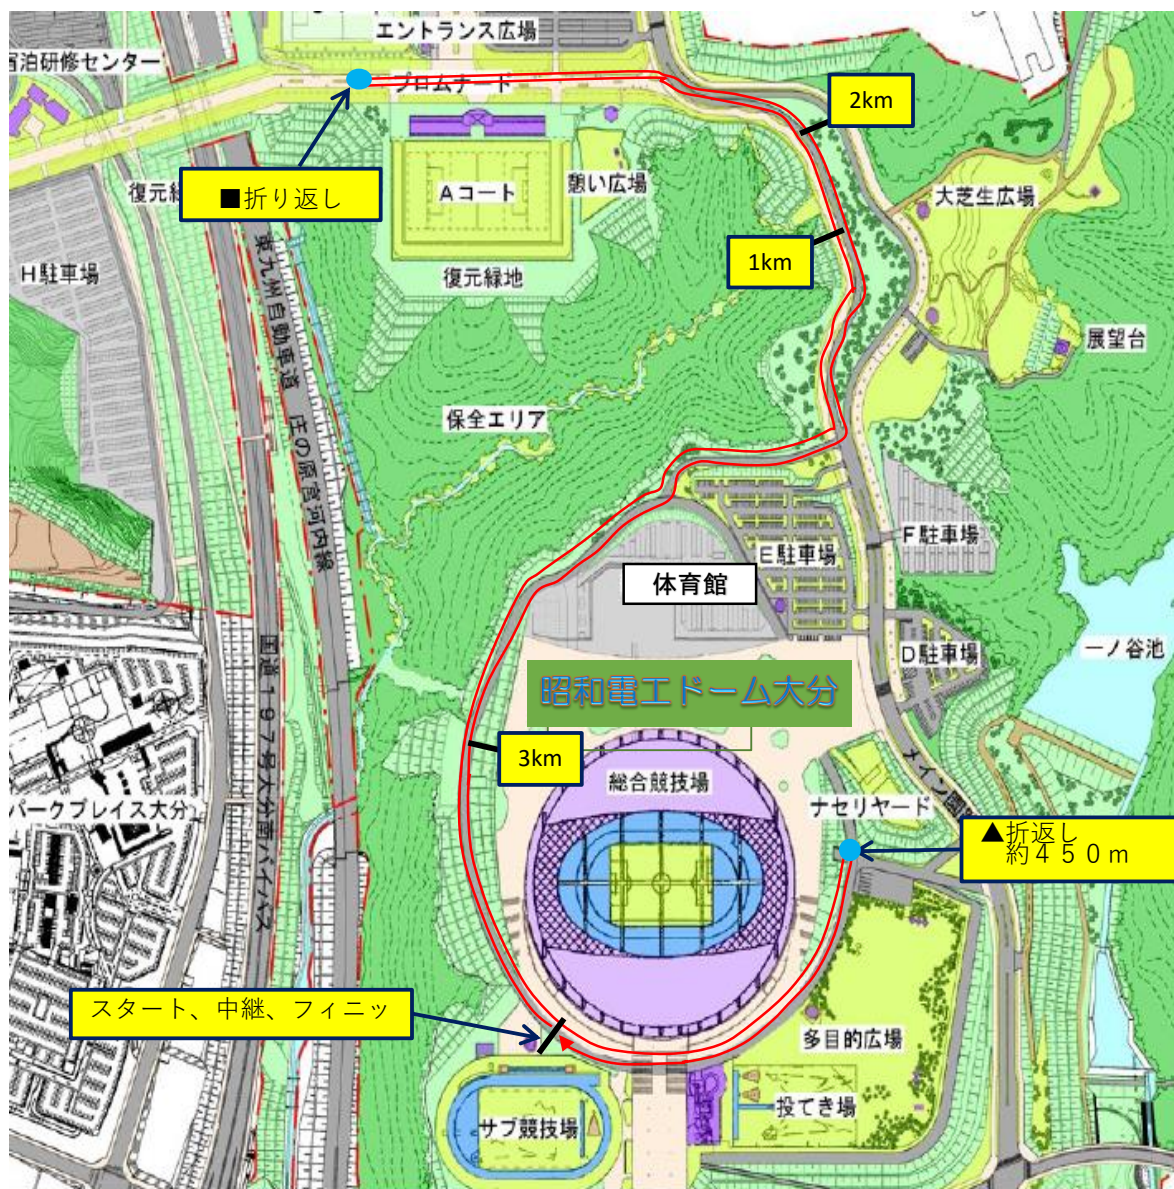 エントランス広場
宿泊研修センター
プロムナード
2km
■折り返し
Aコート
憩い広場
大芝生広場
H駐車場
復元緑地
1km
展望台
東九州自動車道
庄の原宮河内線
保全エリア
F駐車場
E駐車場
体育館
D駐車場
一ノ谷池
昭和電工ドーム大分
国道197号大分南バイパス
3km
総合競技場
メイン園
パークプレイス大分
ナセリヤード
▲折返し
約450m
スタート、中継、フィニッ
多目的広場
投てき場
サブ競技場